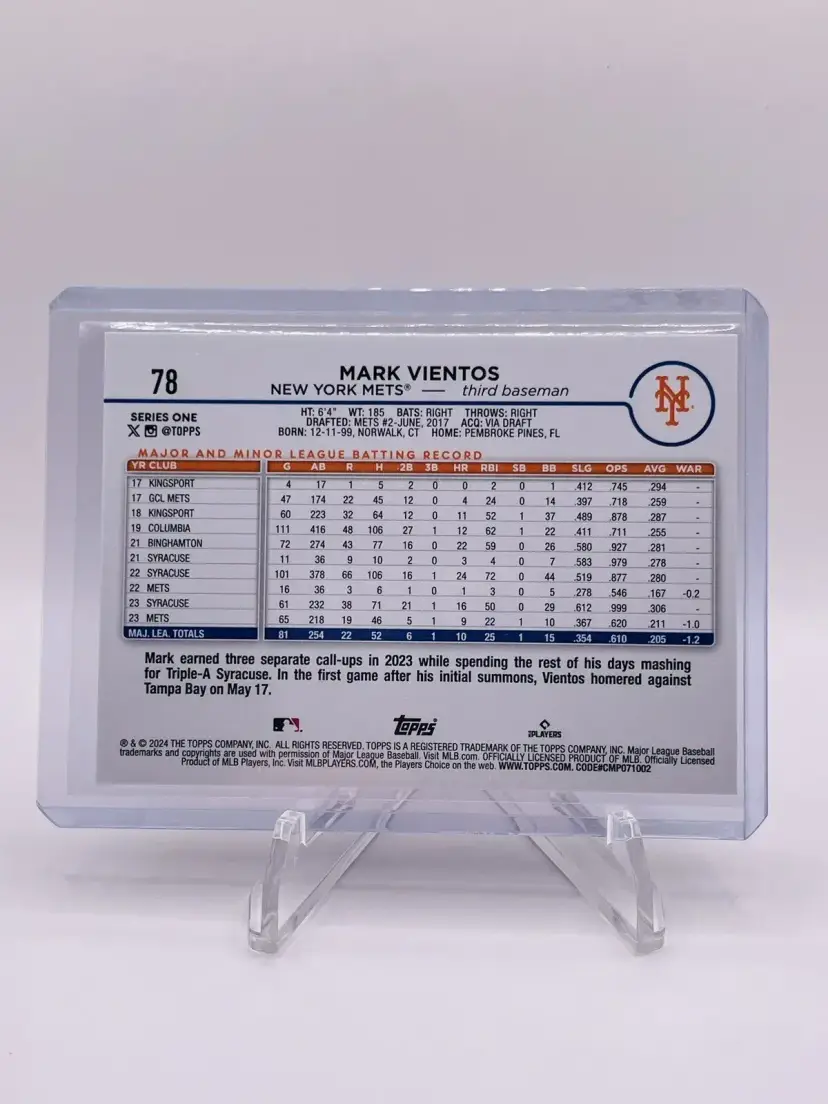 78
MARK VIENTOS
NEW YORK METS® — third baseman
NY
SERIES ONE
@TOPPS
HT: 6'4" WT: 185 BATS: RIGHT THROWS: RIGHT
DRAFTED: METS #2-JUNE, 2017 ACQ: VIA DRAFT
BORN: 12-11-99, NORWALK, CT HOME: PEMBROKE PINES, FL
MAJOR AND MINOR LEAGUE BATTING RECORD
YR CLUB G AB R H 2B 3B HR RBI SB BB SLG OPS AVG WAR
17 KINGSPORT 4 17 1 5 2 0 0 2 0 1 .412 .745 .294 -
17 GCL METS 47 174 22 45 12 0 4 24 0 14 .397 .718 .259 -
18 KINGSPORT 60 223 32 64 12 0 11 52 1 37 .489 .878 .287 -
19 COLUMBIA 111 416 48 106 27 1 12 62 1 22 .411 .711 .255 -
21 BINGHAMTON 72 274 43 77 16 0 22 59 0 26 .580 .927 .281 -
21 SYRACUSE 11 36 9 10 2 0 3 4 0 7 .583 .979 .278 -
22 SYRACUSE 101 378 66 106 16 1 24 72 0 44 .519 .877 .280 -
22 METS 16 36 3 6 1 0 1 3 0 5 .278 .546 .167 -0.2
23 SYRACUSE 61 232 38 71 21 1 16 50 0 29 .612 .999 .306 -
23 METS 65 218 19 46 5 1 9 22 1 10 .367 .620 .211 -1.0
MAJ. LEA. TOTALS 81 254 22 52 6 1 10 25 1 15 .354 .610 .205 -1.2
Mark earned three separate call-ups in 2023 while spending the rest of his days mashing
for Triple-A Syracuse. In the first game after his initial summons, Vientos homered against
Tampa Bay on May 17.
Topps
PLAYERS
® & © 2024 THE TOPPS COMPANY, INC. ALL RIGHTS RESERVED. TOPPS IS A REGISTERED TRADEMARK OF THE TOPPS COMPANY, INC. Major League Baseball
trademarks and copyrights are used with permission of Major League Baseball. Visit MLB.com. OFFICIALLY LICENSED PRODUCT OF MLB. Officially Licensed
Product of MLB Players, Inc. Visit MLBPLAYERS.COM, the Players Choice on the web. WWW.TOPPS.COM. CODE#CMP071002